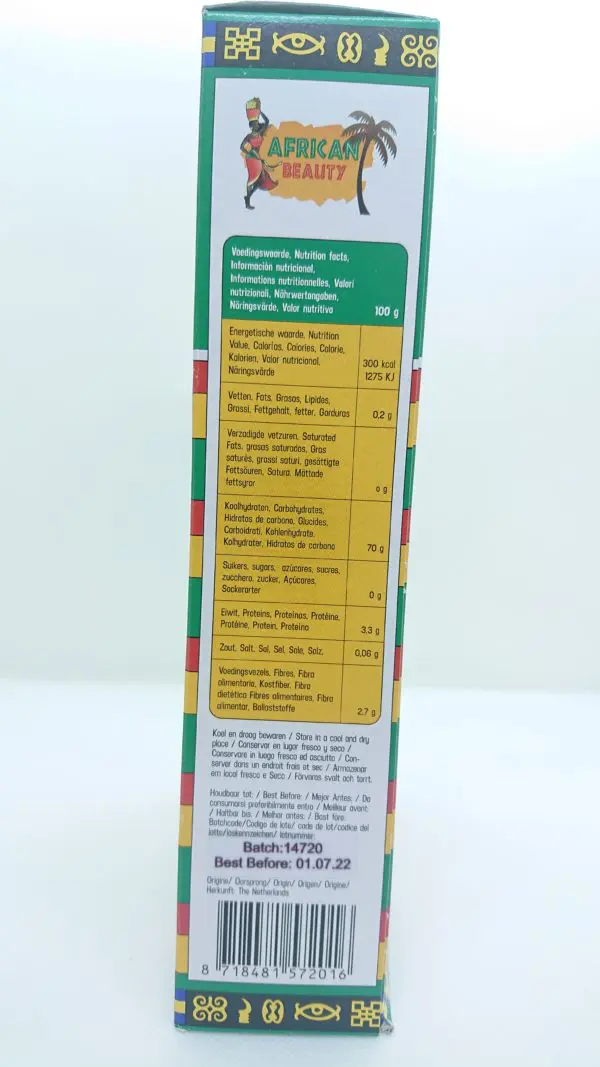 AFRICAN
BEAUTY
Voedingswaarde, Nutrition facts,
Información nutricional,
Informations nutritionnelles, Valori
nutrizionali, Nährwertangaben,
Näringsvärde, Valor nutritivo
100 g
Energetische waarde, Nutrition
Value, Calorías, Calories, Calorie,
Kalorien, Valor nutricional,
Näringsvärde
300 kcal
1275 KJ
Vetten, Fats, Grasas, Lipides,
Grassi, Fettgehalt, fetter, Gorduras
0,2 g
Verzadigde vetzuren, Saturated
Fats, grasas saturadas, Gras
saturés, grassi saturi, gesättigte
Fettsäuren, Satura. Mättade
fettsyror
0 g
Koolhydraten, Carbohydrates,
Hidratos de carbono, Glucides,
Carboidrati, Kohlenhydrate,
Kolhydrater, Hidratos de carbono
70 g
Suikers, sugars, azúcares, sucres,
zucchero, zucker, Açúcares,
Sockerarter
0 g
Eiwit, Proteins, Proteinas, Protéine,
Protéine, Protein, Proteína
3,3 g
Zout, Salt, Sal, Sel, Sale, Salz,
0,06 g
Voedingsvezels, Fibres, Fibra
alimentaria, Kostfiber, Fibra
dietética Fibres alimentaires, Fibra
alimentar, Ballaststoffe
2.7 g
Koel en droog bewaren / Store in a cool and dry
place / Conservar en lugar fresco y seco /
Conservare in luogo fresco ed asciutto / Con-
server dans un endroit frais et sec / Armazenar
em local fresco e Seco / Förvaras svalt och torrt.
Houdbaar tot: / Best Before: / Mejor Antes: / Da
consumarsi preferibilmente entro / Meilleur avant:
/ Haltbar bis: / Melhor antes: / Bäst före:
Batchcode/Código de lote/ code de lot/codice del
lotto/loskennzeichen/ lotnummer:
Batch:14720
Best Before: 01.07.22
Origine/ Oorsprong/ Origin/ Origen/ Origine/
Herkunft: The Netherlands
8 718481 572016